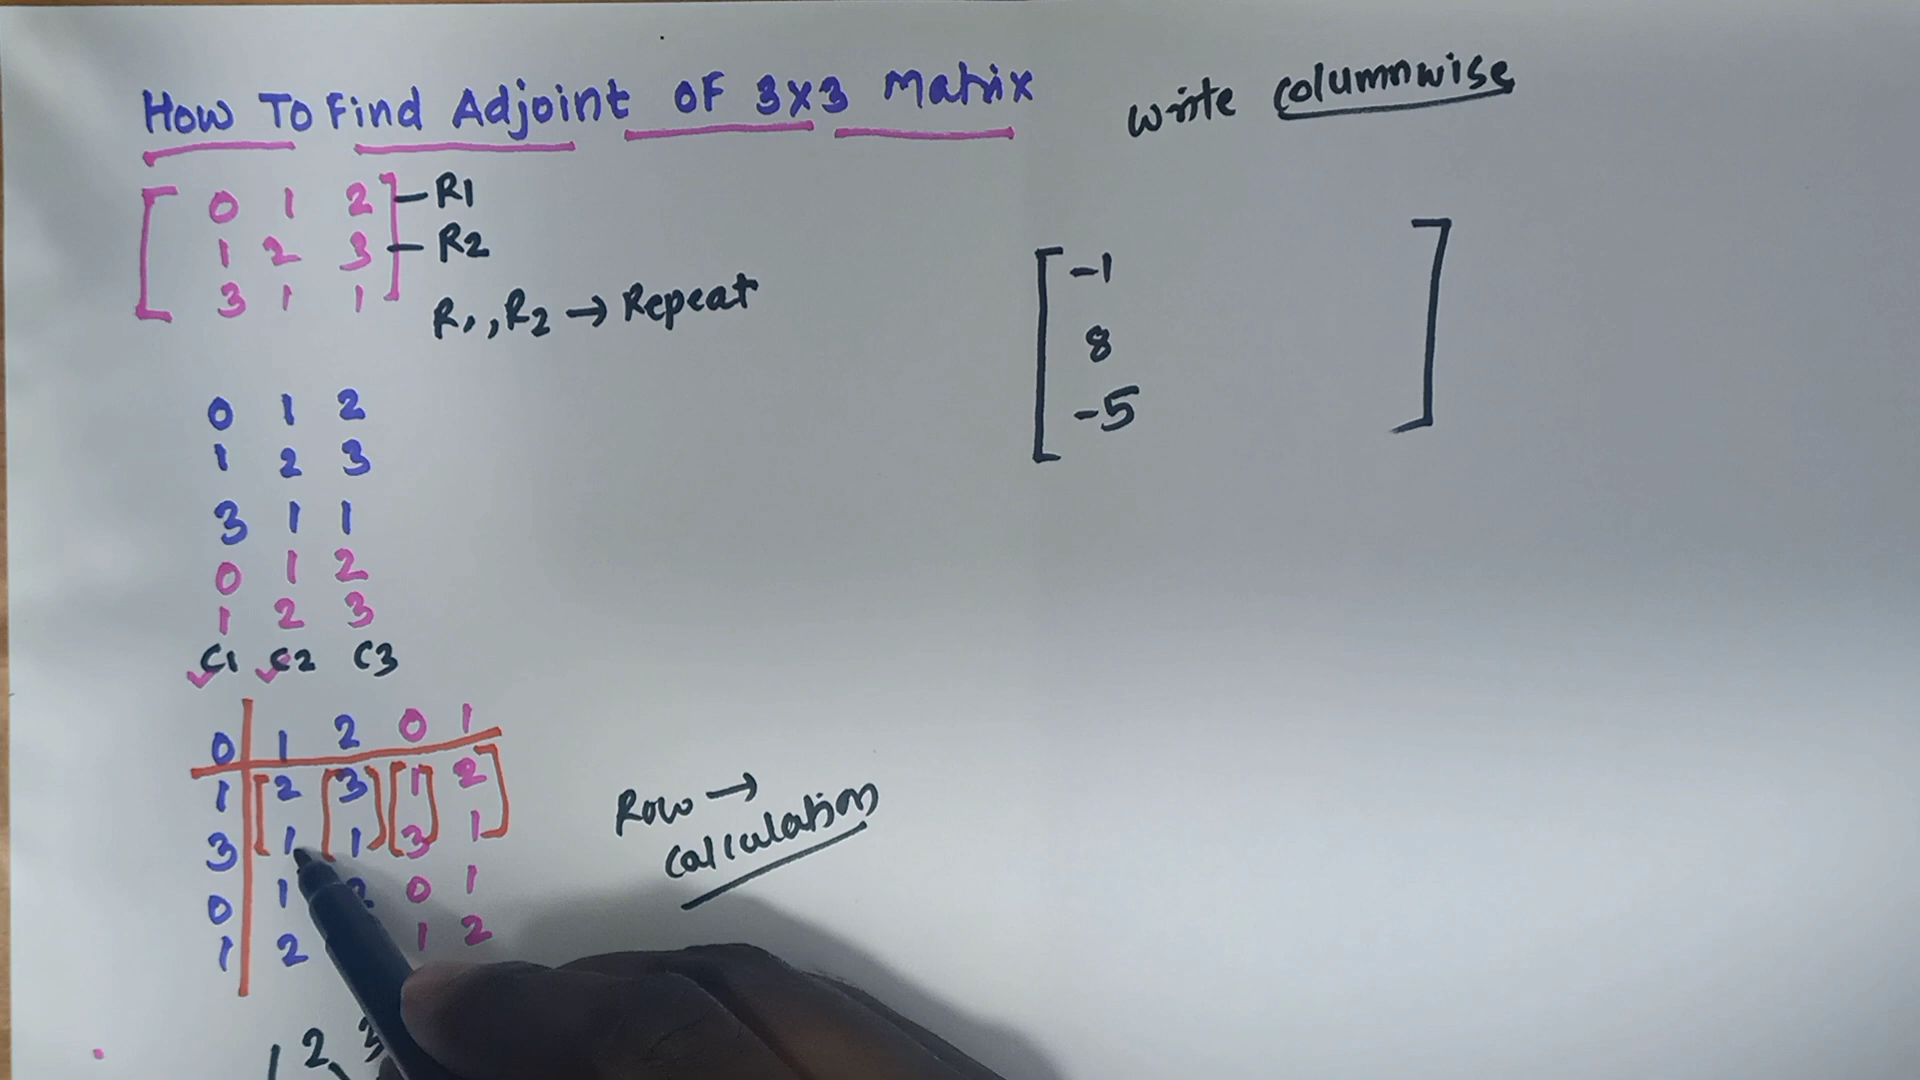 How To Find Adjoint OF 3x3 Matrix
write columnwise
0 1 2 - R1
1 2 3 - R2
3 1 1
R1, R2 → Repeat
-1
8
-5
0 1 2
1 2 3
3 1 1
0 1 2
1 2 3
C1 C2 C3
0 1 2 0 1
1 2 3 1 2
3 1 1 3 1
0 1 2 0 1
1 2 1 2
Row →
calculation
2 3